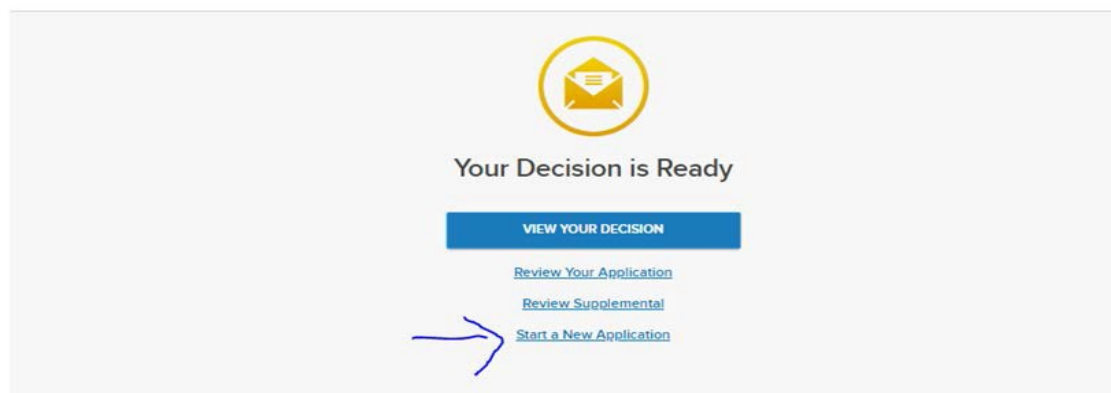 Your Decision is Ready
VIEW YOUR DECISION
Review Your Application
Review Supplemental
Start a New Application